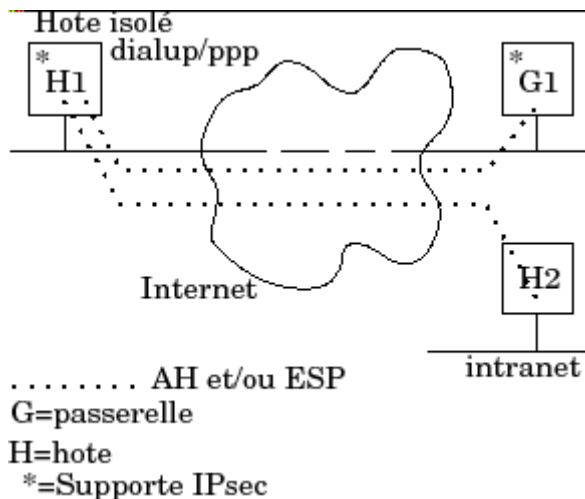 Hote isolé
dialup/ppp
*
H1
*
G1
Internet
H2
intranet
. . . . . . . . AH et/ou ESP
G=passerelle
H=hote
*=Supporte IPsec